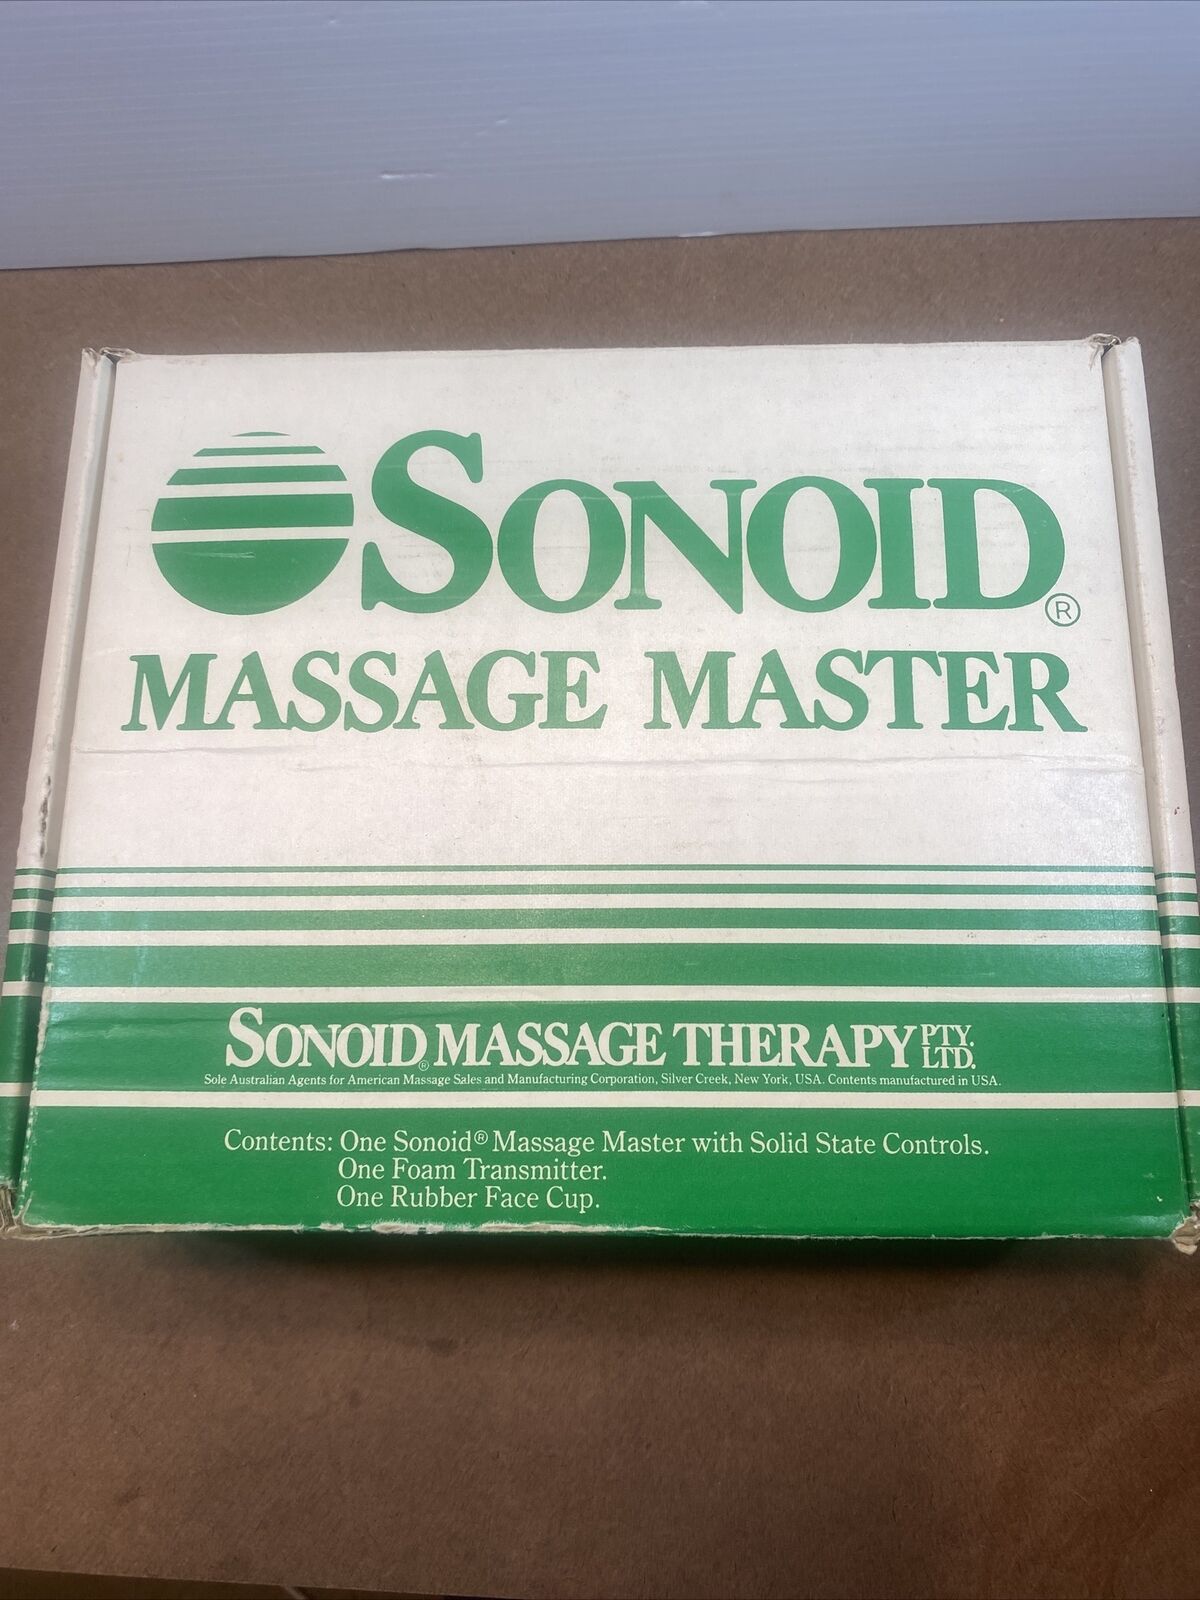 SONOID®
MASSAGE MASTER
SONOID® MASSAGE THERAPY PTY. LTD.
Sole Australian Agents for American Massage Sales and Manufacturing Corporation, Silver Creek, New York, USA. Contents manufactured in USA.
Contents: One Sonoid® Massage Master with Solid State Controls.
One Foam Transmitter.
One Rubber Face Cup.